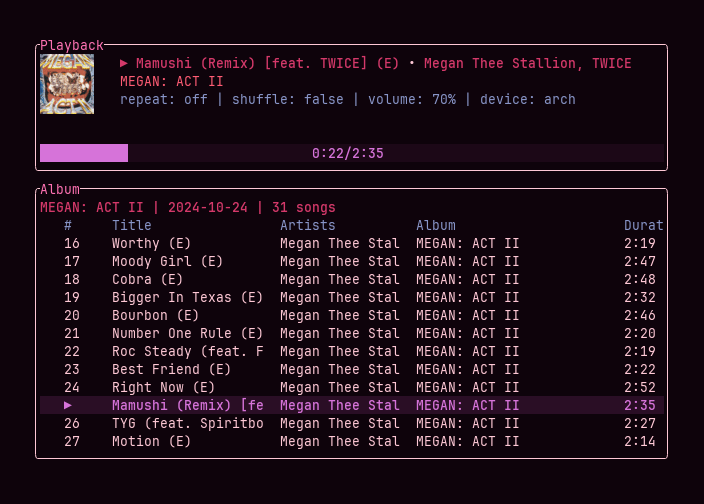 Playback
▶ Mamushi (Remix) [feat. TWICE] (E) • Megan Thee Stallion, TWICE
MEGAN: ACT II
repeat: off | shuffle: false | volume: 70% | device: arch
0:22/2:35
Album
MEGAN: ACT II | 2024-10-24 | 31 songs
# Title Artists Album Durat
16 Worthy (E) Megan Thee Stal MEGAN: ACT II 2:19
17 Moody Girl (E) Megan Thee Stal MEGAN: ACT II 2:47
18 Cobra (E) Megan Thee Stal MEGAN: ACT II 2:48
19 Bigger In Texas (E) Megan Thee Stal MEGAN: ACT II 2:32
20 Bourbon (E) Megan Thee Stal MEGAN: ACT II 2:46
21 Number One Rule (E) Megan Thee Stal MEGAN: ACT II 2:20
22 Roc Steady (feat. F Megan Thee Stal MEGAN: ACT II 2:19
23 Best Friend (E) Megan Thee Stal MEGAN: ACT II 2:22
24 Right Now (E) Megan Thee Stal MEGAN: ACT II 2:52
▶ Mamushi (Remix) [fe Megan Thee Stal MEGAN: ACT II 2:35
26 TYG (feat. Spiritbo Megan Thee Stal MEGAN: ACT II 2:27
27 Motion (E) Megan Thee Stal MEGAN: ACT II 2:14